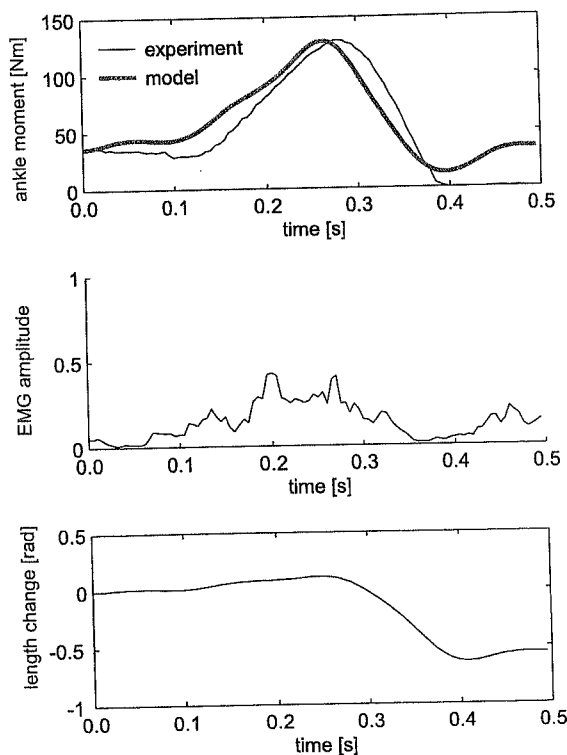 150
100
50
0
ankle moment [Nm]
experiment
model
0.0 0.1 0.2 0.3 0.4 0.5
time [s]
1
0.5
0
EMG amplitude
0.0 0.1 0.2 0.3 0.4 0.5
time [s]
0.5
0
-0.5
-1
length change [rad]
0.0 0.1 0.2 0.3 0.4 0.5
time [s]